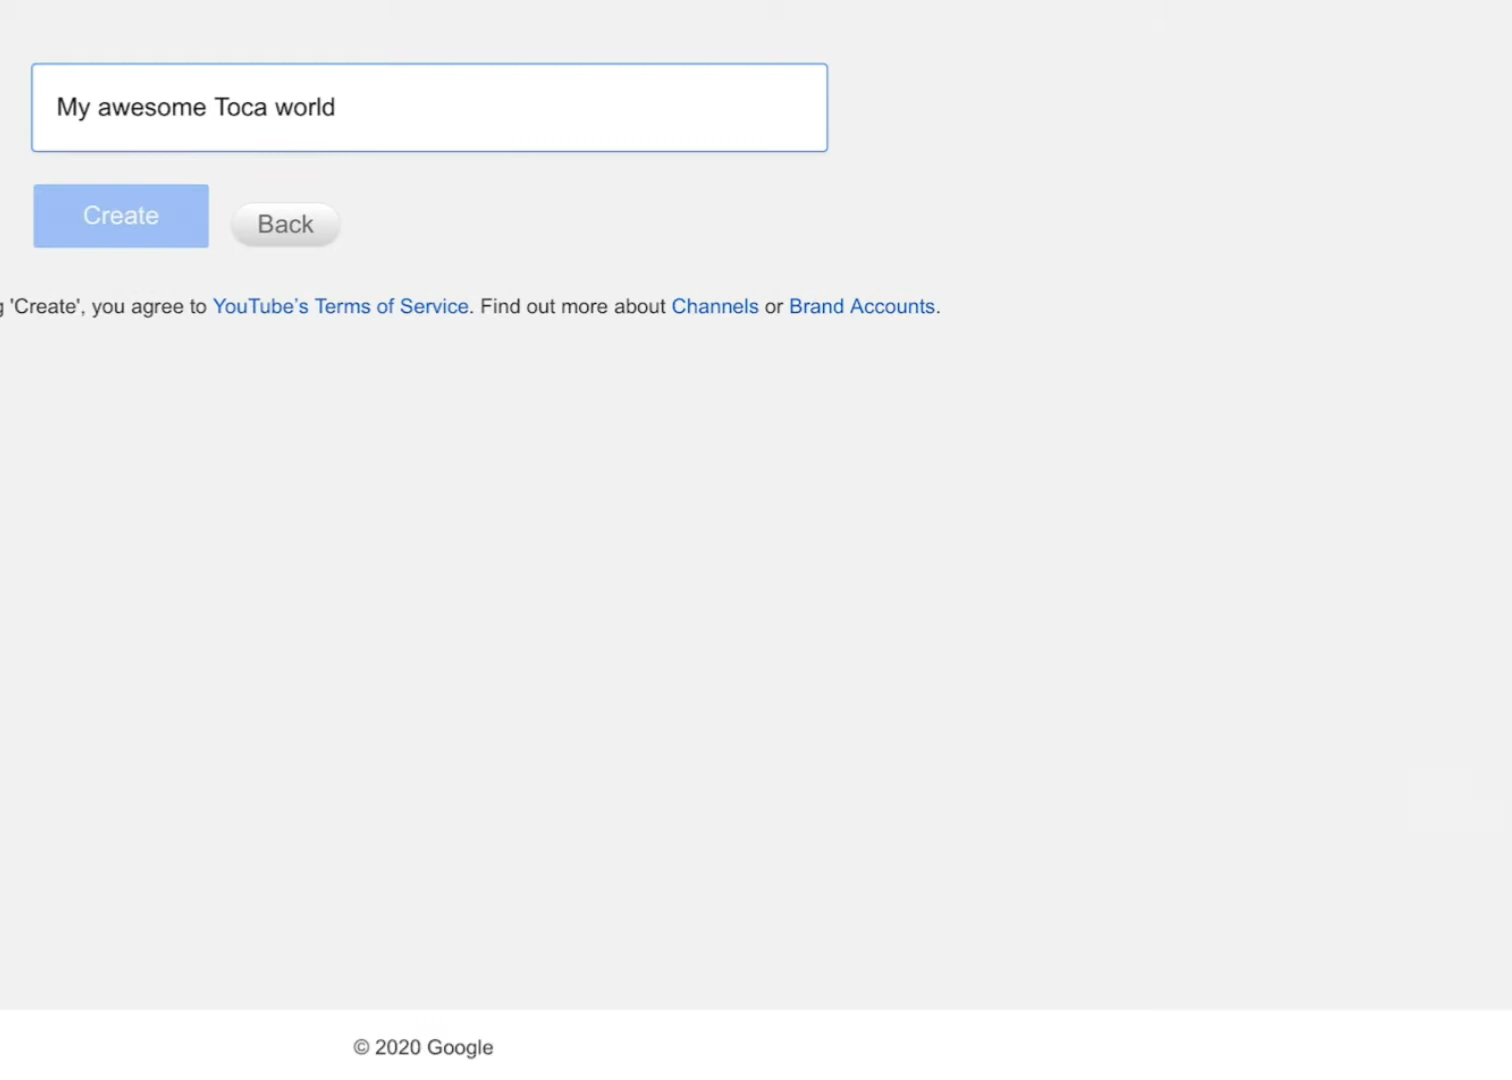 My awesome Toca world
Create
Back
'Create', you agree to YouTube’s Terms of Service. Find out more about Channels or Brand Accounts.
© 2020 Google